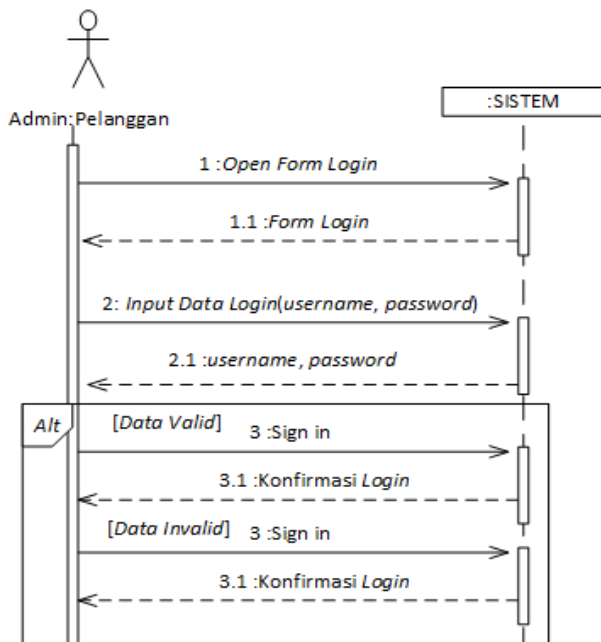 :SISTEM
Admin:Pelanggan
1 :Open Form Login
1.1 :Form Login
2: Input Data Login(username, password)
2.1 :username, password
Alt
[Data Valid]
3 :Sign in
3.1 :Konfirmasi Login
[Data Invalid]
3 :Sign in
3.1 :Konfirmasi Login